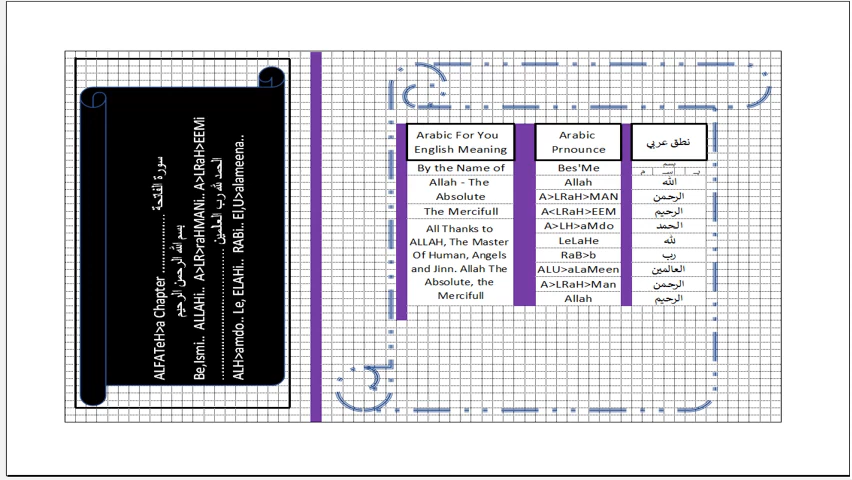 ALFATeH>a Chapter ................ سورة الفتحة
بسم الله الرحمن الرحيم
Be,Ismi.. ALLAHi.. A>LR>raHMANi.. A>LRaH>EEMi
الحمد لله رب العلمين
ALH>amdo.. Le,ELAHi.. RABi.. El,U>alameena..
Arabic For You
English Meaning
Arabic
Prnounce
نطق عربي
By the Name of
Bes'Me
بسم
بـ ـسـ م
Allah - The
Allah
الله
Absolute
A>LRaH>MAN
الرحمن
The Mercifull
A<LRaH>EEM
الرحيم
All Thanks to
ALLAH, The Master
Of Human, Angels
and Jinn. Allah The
Absolute, the
Mercifull
A>LH>aMdo
الحمد
LeLaHe
لله
RaB>b
رب
ALU>aLaMeen
العالمين
A>LRaH>Man
الرحمن
Allah
الرحيم